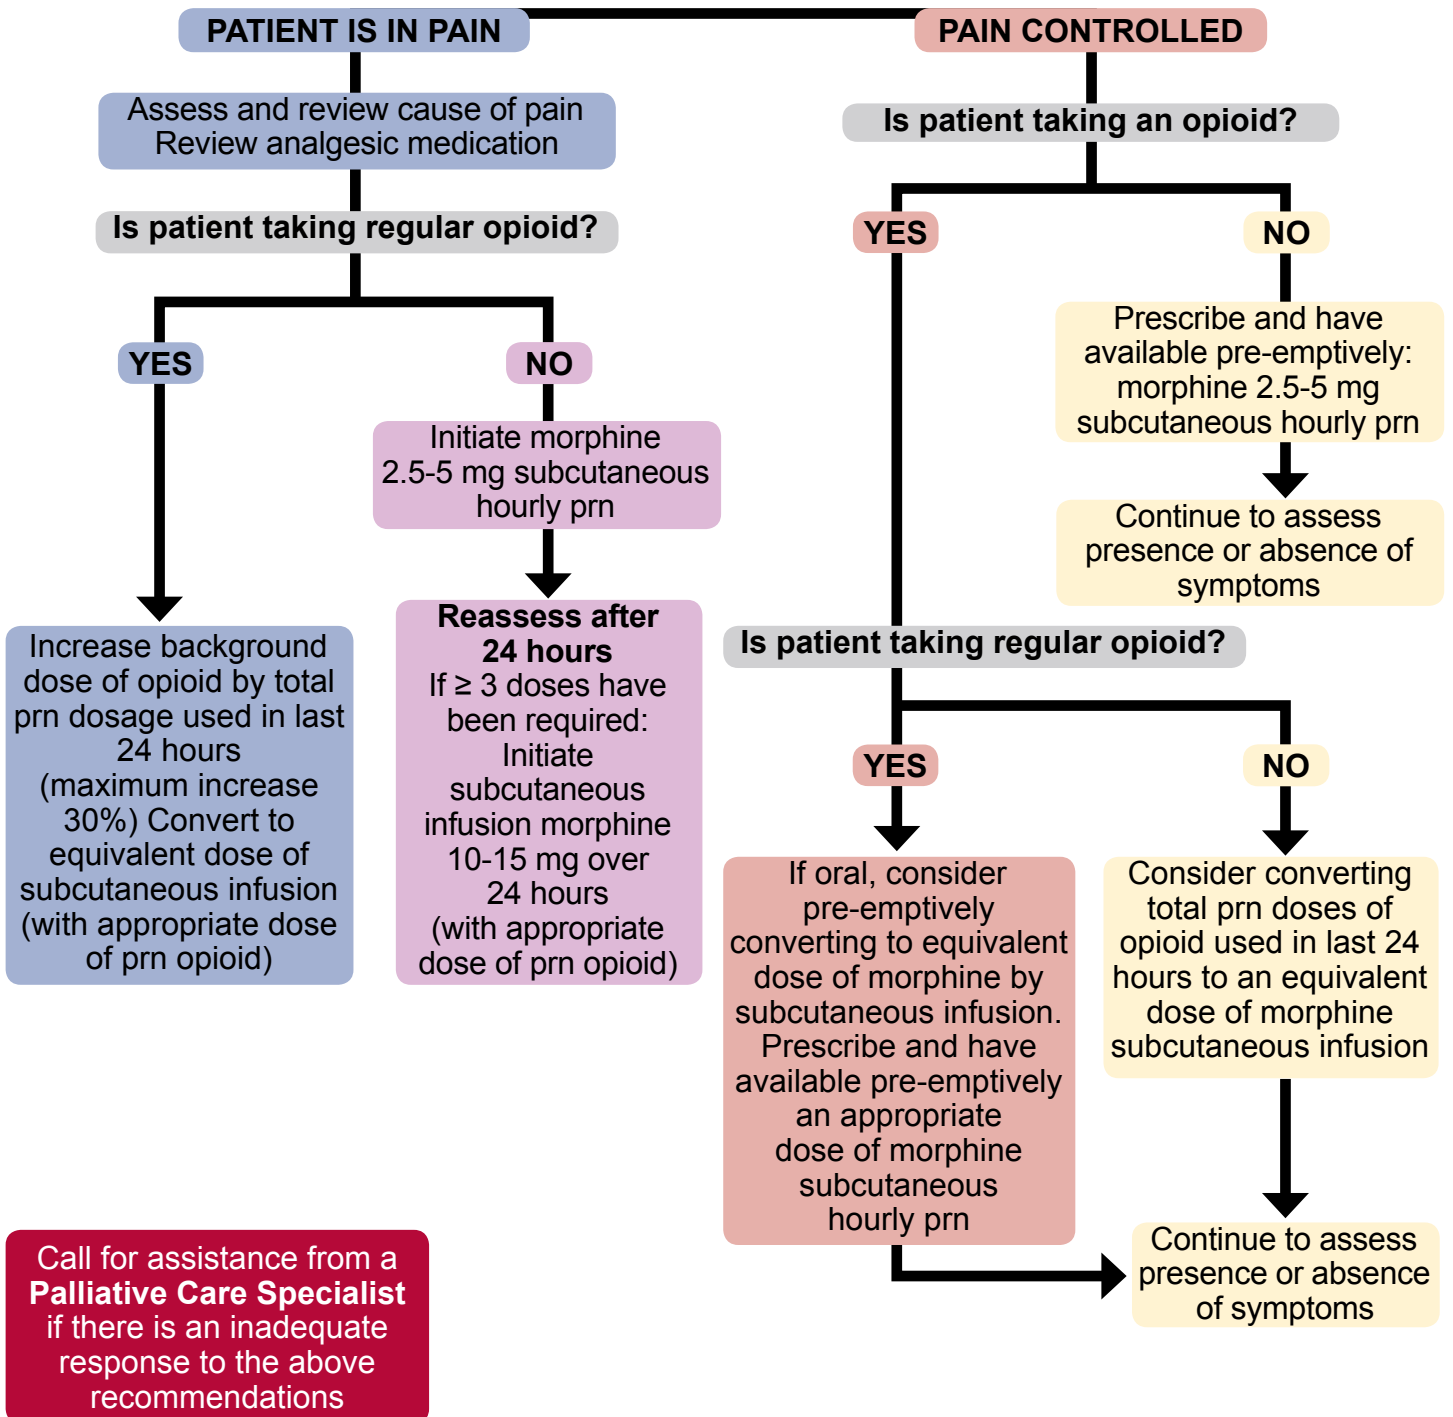 PATIENT IS IN PAIN
Assess and review cause of pain
Review analgesic medication
Is patient taking regular opioid?
YES
Increase background
dose of opioid by total
prn dosage used in last
24 hours
(maximum increase
30%) Convert to
equivalent dose of
subcutaneous infusion
(with appropriate dose
of prn opioid)
NO
Initiate morphine
2.5-5 mg subcutaneous
hourly prn
Reassess after
24 hours
If ≥ 3 doses have
been required:
Initiate
subcutaneous
infusion morphine
10-15 mg over
24 hours
(with appropriate
dose of prn opioid)
PAIN CONTROLLED
Is patient taking an opioid?
YES
NO
Prescribe and have
available pre-emptively:
morphine 2.5-5 mg
subcutaneous hourly prn
Continue to assess
presence or absence of
symptoms
Is patient taking regular opioid?
YES
If oral, consider
pre-emptively
converting to equivalent
dose of morphine by
subcutaneous infusion.
Prescribe and have
available pre-emptively
an appropriate
dose of morphine
subcutaneous
hourly prn
NO
Consider converting
total prn doses of
opioid used in last 24
hours to an equivalent
dose of morphine
subcutaneous infusion
Continue to assess
presence or absence
of symptoms
Call for assistance from a
Palliative Care Specialist
if there is an inadequate
response to the above
recommendations